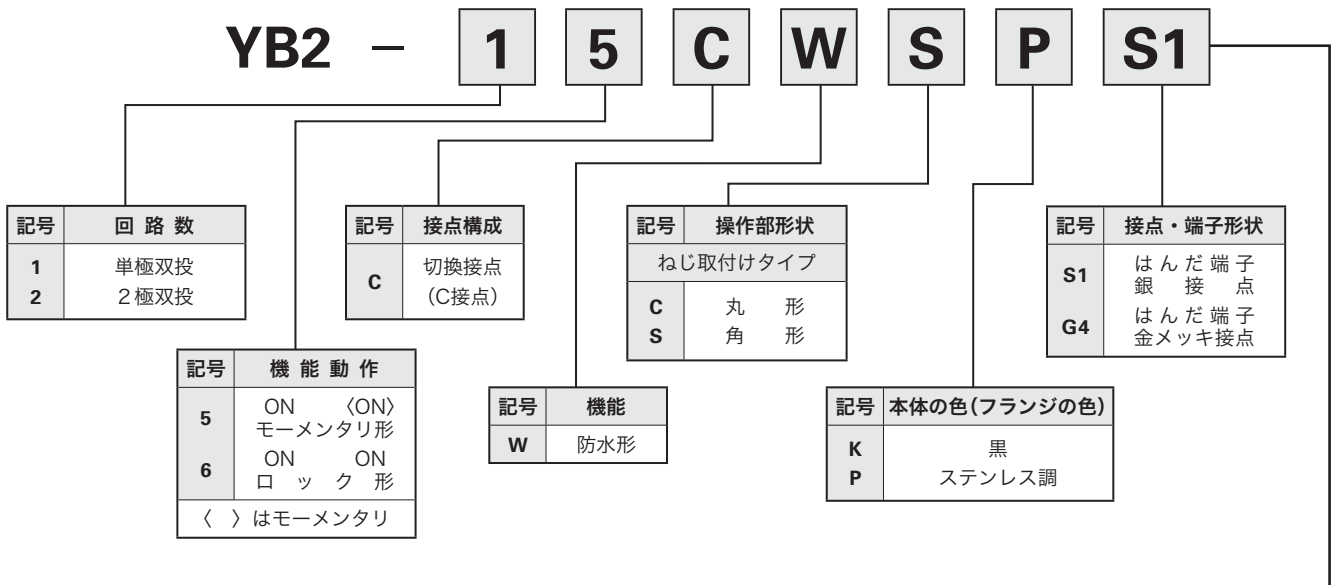 YB2 － 1 5 C W S P S1
記号 回路数
1 単極双投
2 2極双投
記号 接点構成
C 切換接点
(C接点)
記号 操作部形状
ねじ取付けタイプ
C 丸形
S 角形
記号 接点・端子形状
S1 はんだ端子
銀接点
G4 はんだ端子
金メッキ接点
記号 機能動作
5 ON 〈ON〉
モーメンタリ形
6 ON ON
ロック形
〈 〉はモーメンタリ
記号 機能
W 防水形
記号 本体の色(フランジの色)
K 黒
P ステンレス調